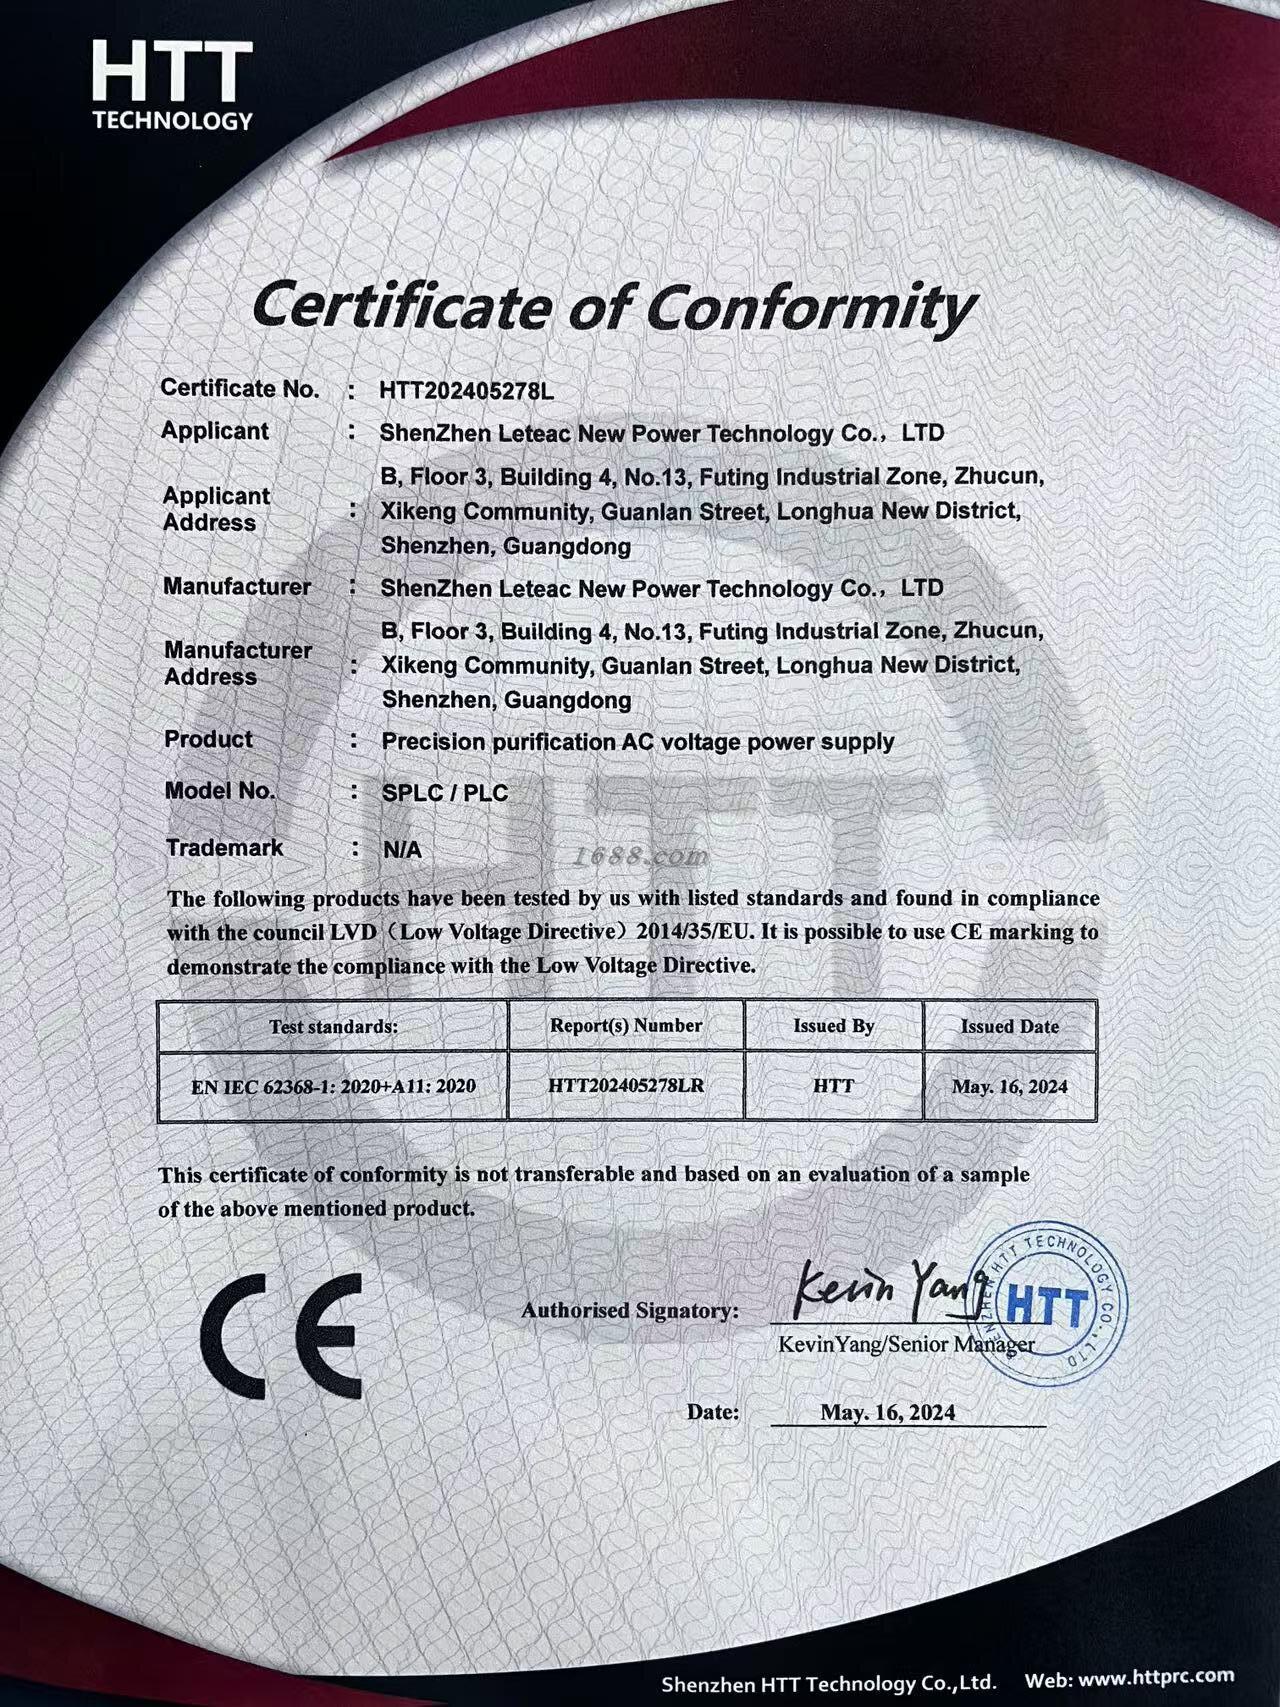 HTT
TECHNOLOGY
Certificate of Conformity
Certificate No. : HTT202405278L
Applicant : ShenZhen Leteac New Power Technology Co.，LTD
Applicant Address : B, Floor 3, Building 4, No.13, Futing Industrial Zone, Zhucun,
Xikeng Community, Guanlan Street, Longhua New District,
Shenzhen, Guangdong
Manufacturer : ShenZhen Leteac New Power Technology Co.，LTD
Manufacturer Address : B, Floor 3, Building 4, No.13, Futing Industrial Zone, Zhucun,
Xikeng Community, Guanlan Street, Longhua New District,
Shenzhen, Guangdong
Product : Precision purification AC voltage power supply
Model No. : SPLC / PLC
Trademark : N/A
1688.com
HTT
The following products have been tested by us with listed standards and found in compliance
with the council LVD（Low Voltage Directive）2014/35/EU. It is possible to use CE marking to
demonstrate the compliance with the Low Voltage Directive.
Test standards: Report(s) Number Issued By Issued Date
EN IEC 62368-1: 2020+A11: 2020 HTT202405278LR HTT May. 16, 2024
This certificate of conformity is not transferable and based on an evaluation of a sample
of the above mentioned product.
CE
Authorised Signatory: Kevin Yang
KevinYang/Senior Manager
SHENZHEN HTT TECHNOLOGY CO.,LTD
HTT
Date: May. 16, 2024
Shenzhen HTT Technology Co.,Ltd. Web: www.httprc.com